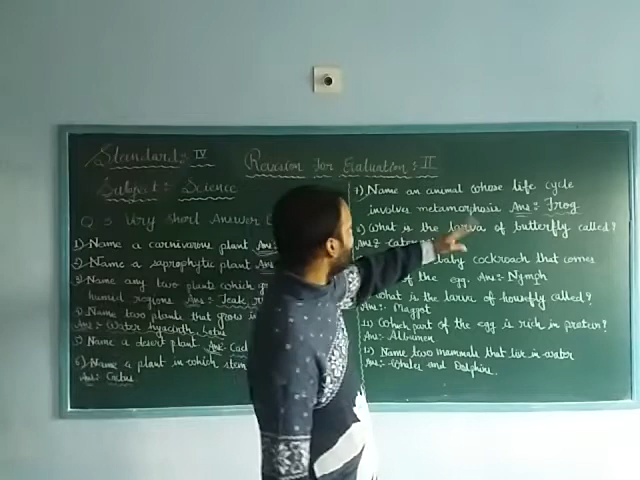 Standard:- IV
Revision for Evaluation : II
Subject :- Science
Q.3 Very Short Answer
1) Name a carnivorous plant Ans:-
2) Name a saprophytic plant Ans
3) Name any two plants which g
humid regions Ans :- Teak, r
4) Name two plants that grow i
Ans:- Water hyacinth, Lotus
5) Name a desert plant Ans:- Cac
6) Name a plant in which stem
Ans:- Cactus
7) Name an animal whose life cycle
involves metamorphosis Ans :- Frog
What is the larva of butterfly called?
Ans:- Cater
baby cockroach that comes
of the egg. Ans:- Nymph
what is the larva of housefly called?
Ans:- Maggot
11) Which part of the egg is rich in protein?
Ans:- Albumen
12) Name two mammals that live in water
Ans:- Whales and Dolphins.